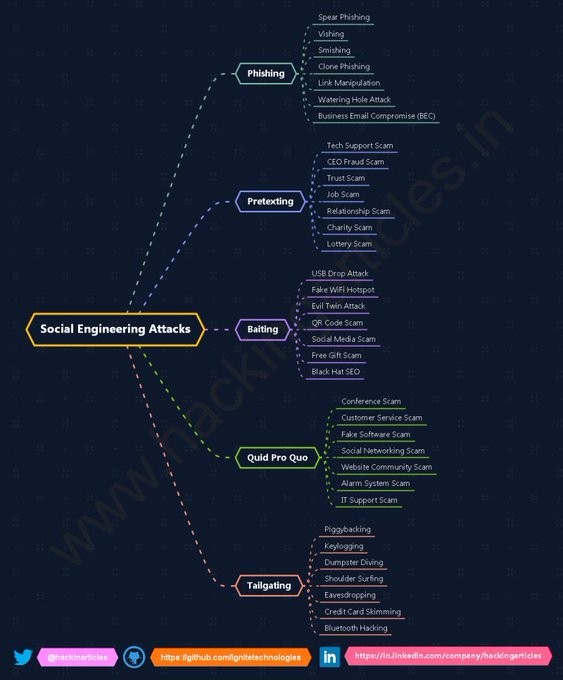 Social Engineering Attacks
Phishing
Spear Phishing
Vishing
Smishing
Clone Phishing
Link Manipulation
Watering Hole Attack
Business Email Compromise (BEC)
Pretexting
Tech Support Scam
CEO Fraud Scam
Trust Scam
Job Scam
Relationship Scam
Charity Scam
Lottery Scam
Baiting
USB Drop Attack
Fake WiFi Hotspot
Evil Twin Attack
QR Code Scam
Social Media Scam
Free Gift Scam
Black Hat SEO
Quid Pro Quo
Conference Scam
Customer Service Scam
Fake Software Scam
Social Networking Scam
Website Community Scam
Alarm System Scam
IT Support Scam
Tailgating
Piggybacking
Keylogging
Dumpster Diving
Shoulder Surfing
Eavesdropping
Credit Card Skimming
Bluetooth Hacking
www.hackingarticles.in
@hackinarticles
https://github.com/Ignitetechnologies
in
https://in.linkedin.com/company/hackingarticles